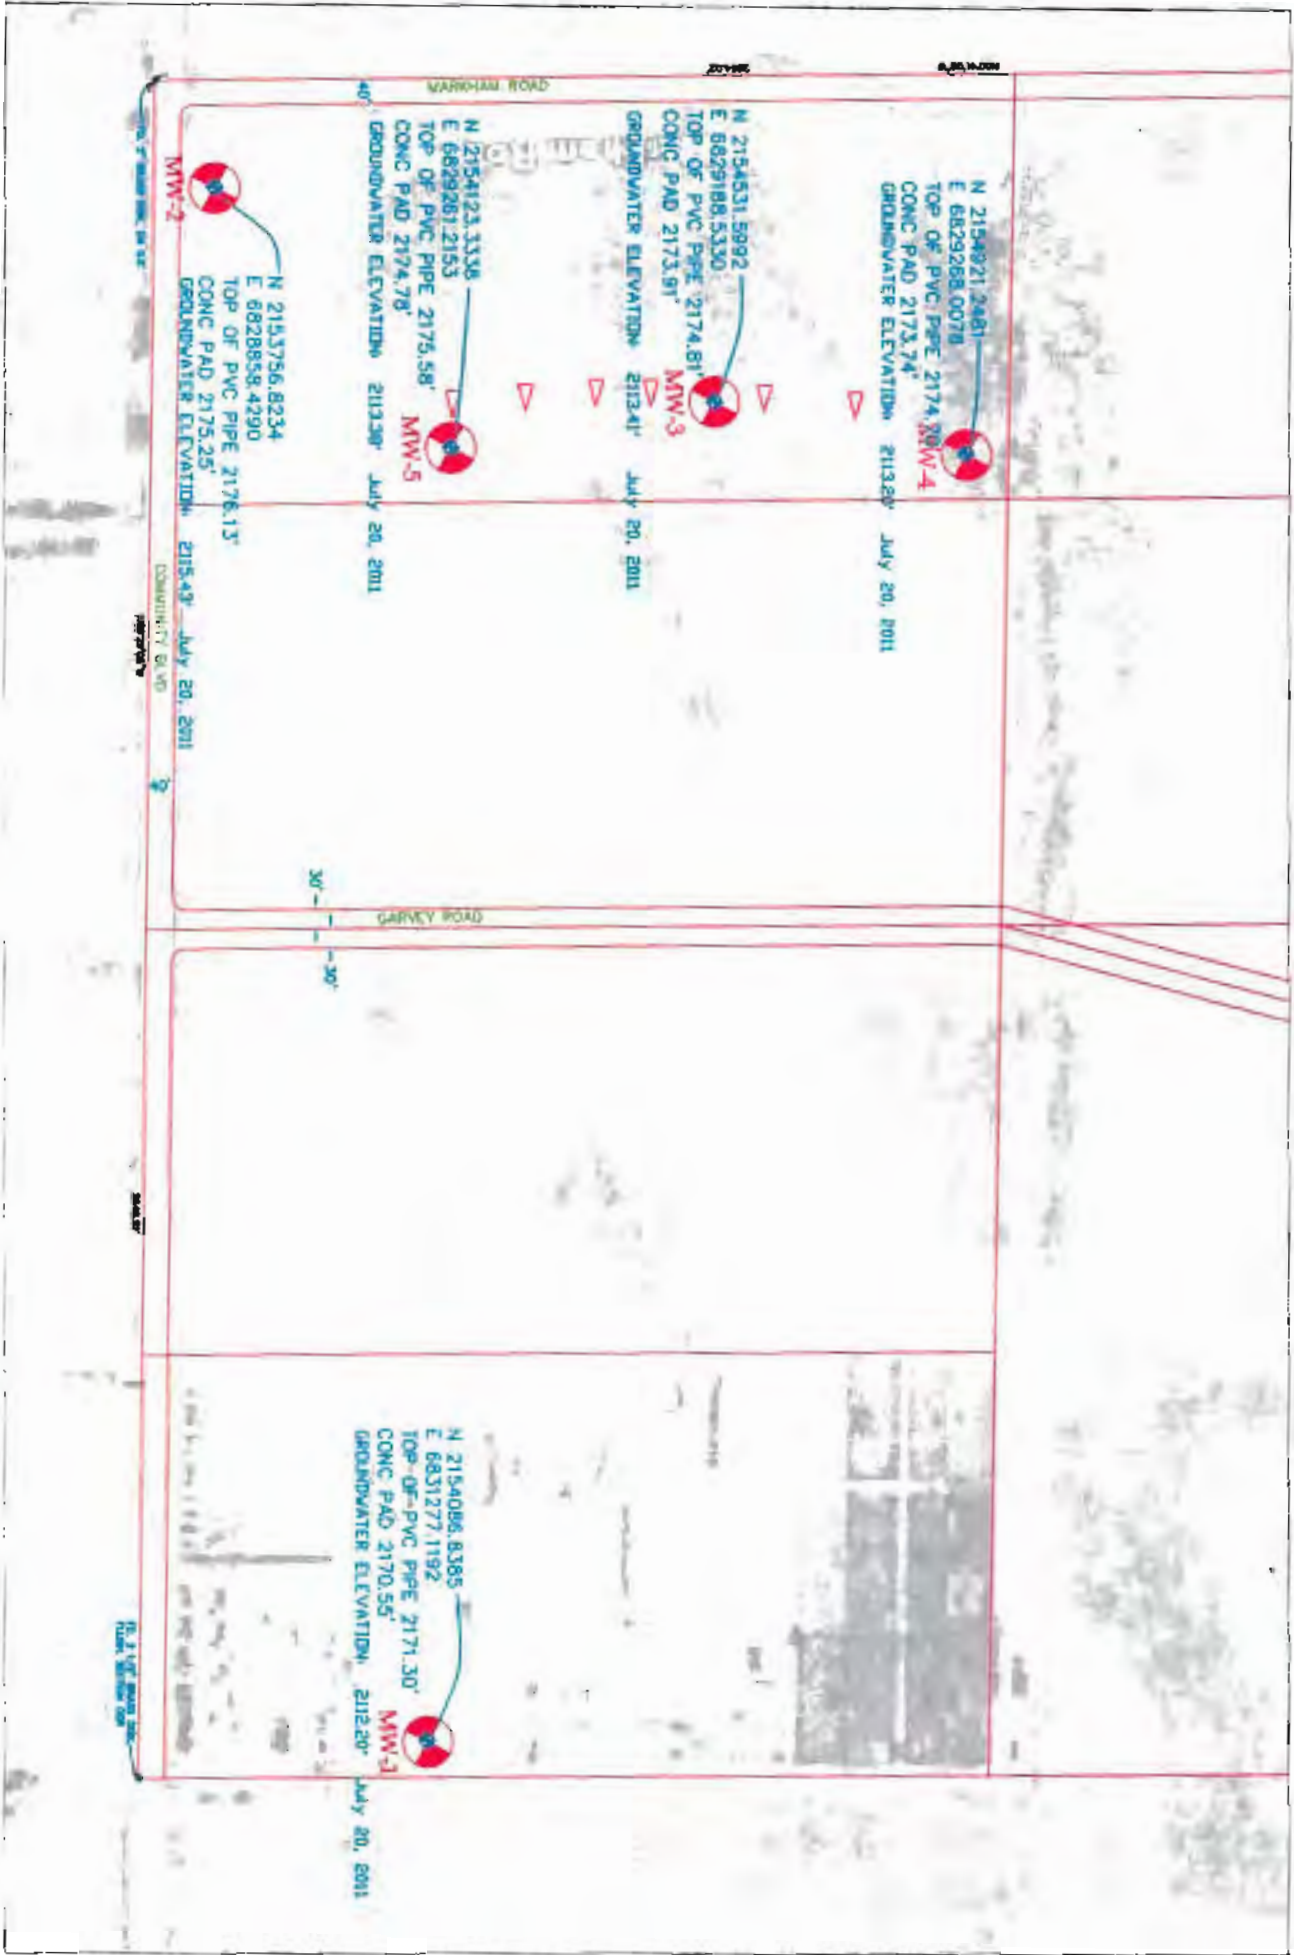 MARKHAM ROAD
40'
N 2154921.2481
E 6829268.0078
TOP OF PVC PIPE 2174.70'
CONC PAD 2173.74'
GROUNDWATER ELEVATION: 2113.80' July 20, 2011
MW-4
N 2154531.5992
E 6829188.5330
TOP OF PVC PIPE 2174.81'
CONC PAD 2173.91'
GROUNDWATER ELEVATION: 2113.41' July 20, 2011
MW-3
N 2154123.3338
E 6829261.2153
TOP OF PVC PIPE 2175.58'
CONC PAD 2174.78'
GROUNDWATER ELEVATION: 2113.30' July 20, 2011
MW-5
N 2153756.8234
E 6828858.4290
TOP OF PVC PIPE 2176.13'
CONC PAD 2175.25'
GROUNDWATER ELEVATION: 2115.43' July 20, 2011
MW-2
COMMUNITY BLVD
40'
GARVEY ROAD
30'
30'
N 2154086.8385
E 6831277.1192
TOP-OF-PVC PIPE 2171.30'
CONC PAD 2170.55'
GROUNDWATER ELEVATION: 2112.20' July 20, 2011
MW-1